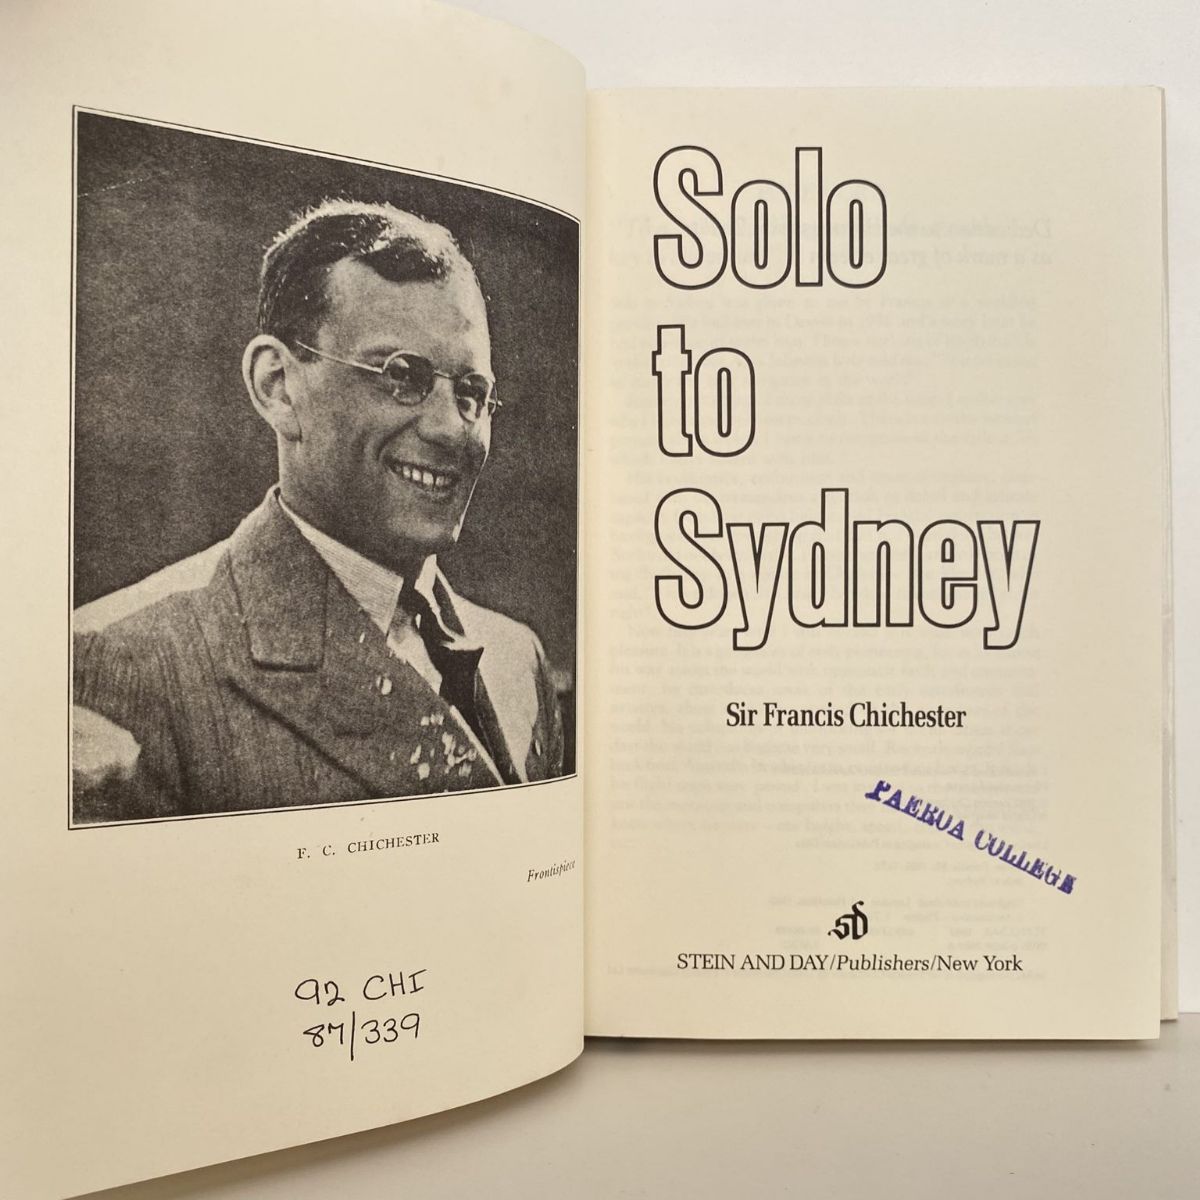 F. C. CHICHESTER
Frontispiece
92 CHI
87/339
Solo
to
Sydney
Sir Francis Chichester
PAEROA COLLEGE
sd
STEIN AND DAY/Publishers/New York